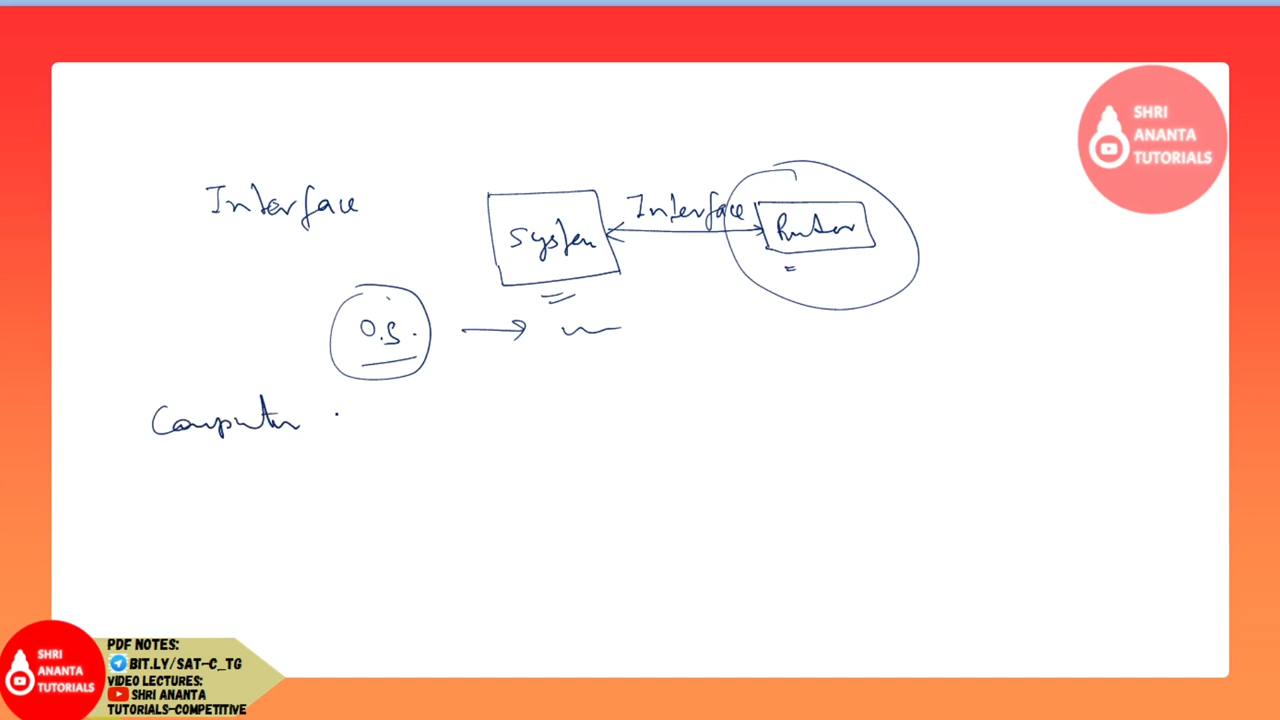 SHRI
ANANTA
TUTORIALS
Interface
System
Interface
O.S.
Computer
SHRI
ANANTA
TUTORIALS
PDF NOTES:
BIT.LY/SAT-C_TG
VIDEO LECTURES:
SHRI ANANTA
TUTORIALS-COMPETITIVE